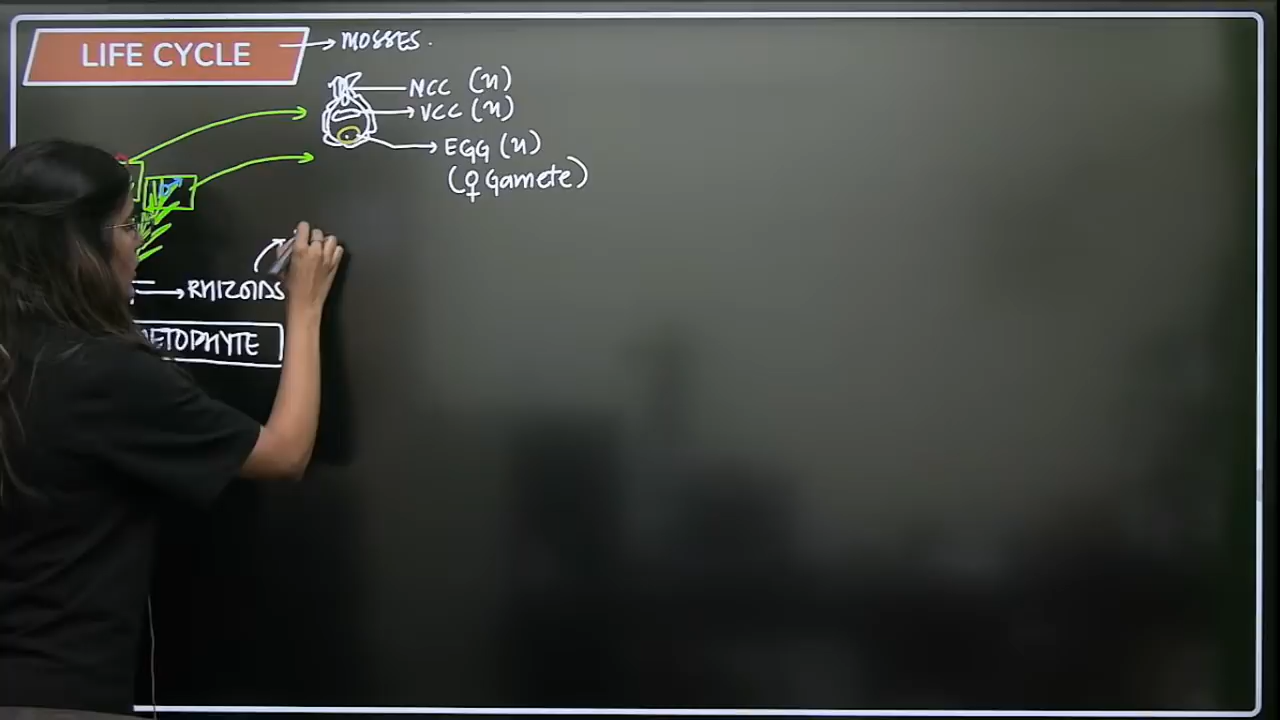 LIFE CYCLE → MOSSES.
NCC (n)
VCC (n)
EGG (n)
(♀ Gamete)
→ RHIZOIDS
ETOPHYTE